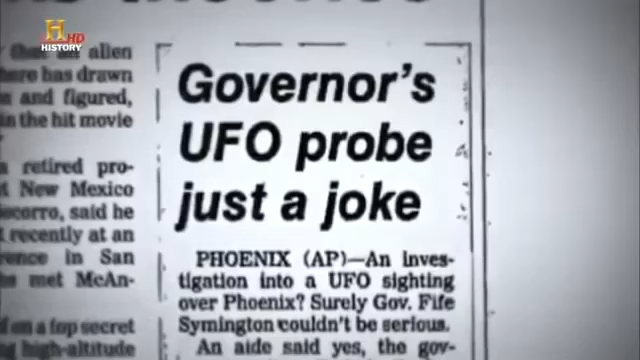 H HD
HISTORY
that an alien
has drawn
and figured,
in the hit movie
a retired pro-
New Mexico
Socorro, said he
recently at an
in San
met McAn-
on a top secret
high-altitude
Governor's
UFO probe
just a joke
PHOENIX (AP)—An inves-
tigation into a UFO sighting
over Phoenix? Surely Gov. Fife
Symington couldn't be serious.
An aide said yes, the gov-